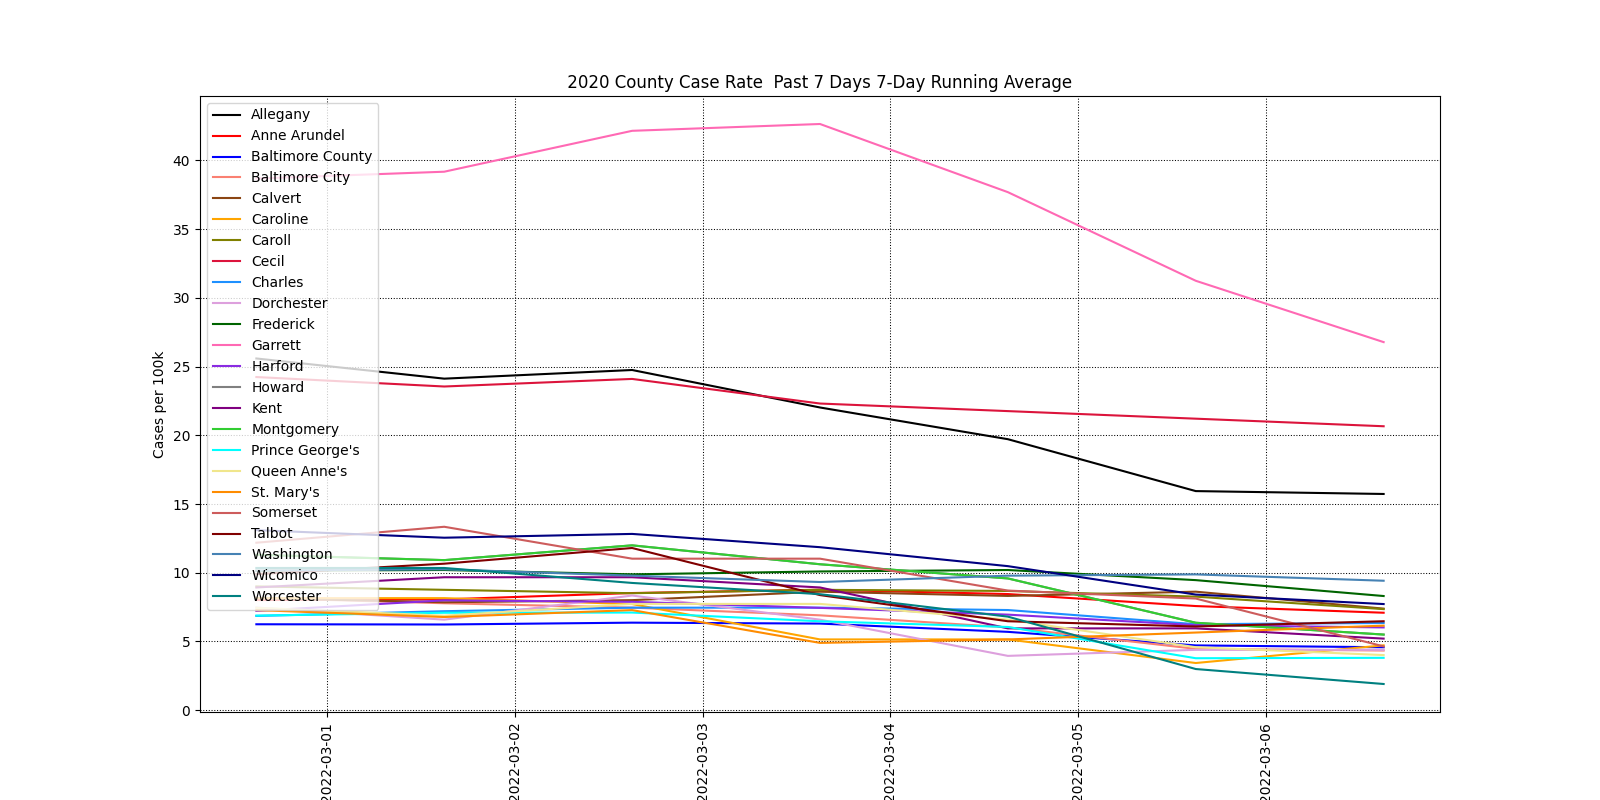 2020 County Case Rate  Past 7 Days 7-Day Running Average
Allegany
Anne Arundel
Baltimore County
Baltimore City
Calvert
Caroline
Caroll
Cecil
Charles
Dorchester
Frederick
Garrett
Harford
Howard
Kent
Montgomery
Prince George's
Queen Anne's
St. Mary's
Somerset
Talbot
Washington
Wicomico
Worcester
Cases per 100k
40
35
30
25
20
15
10
5
0
2022-03-01
2022-03-02
2022-03-03
2022-03-04
2022-03-05
2022-03-06